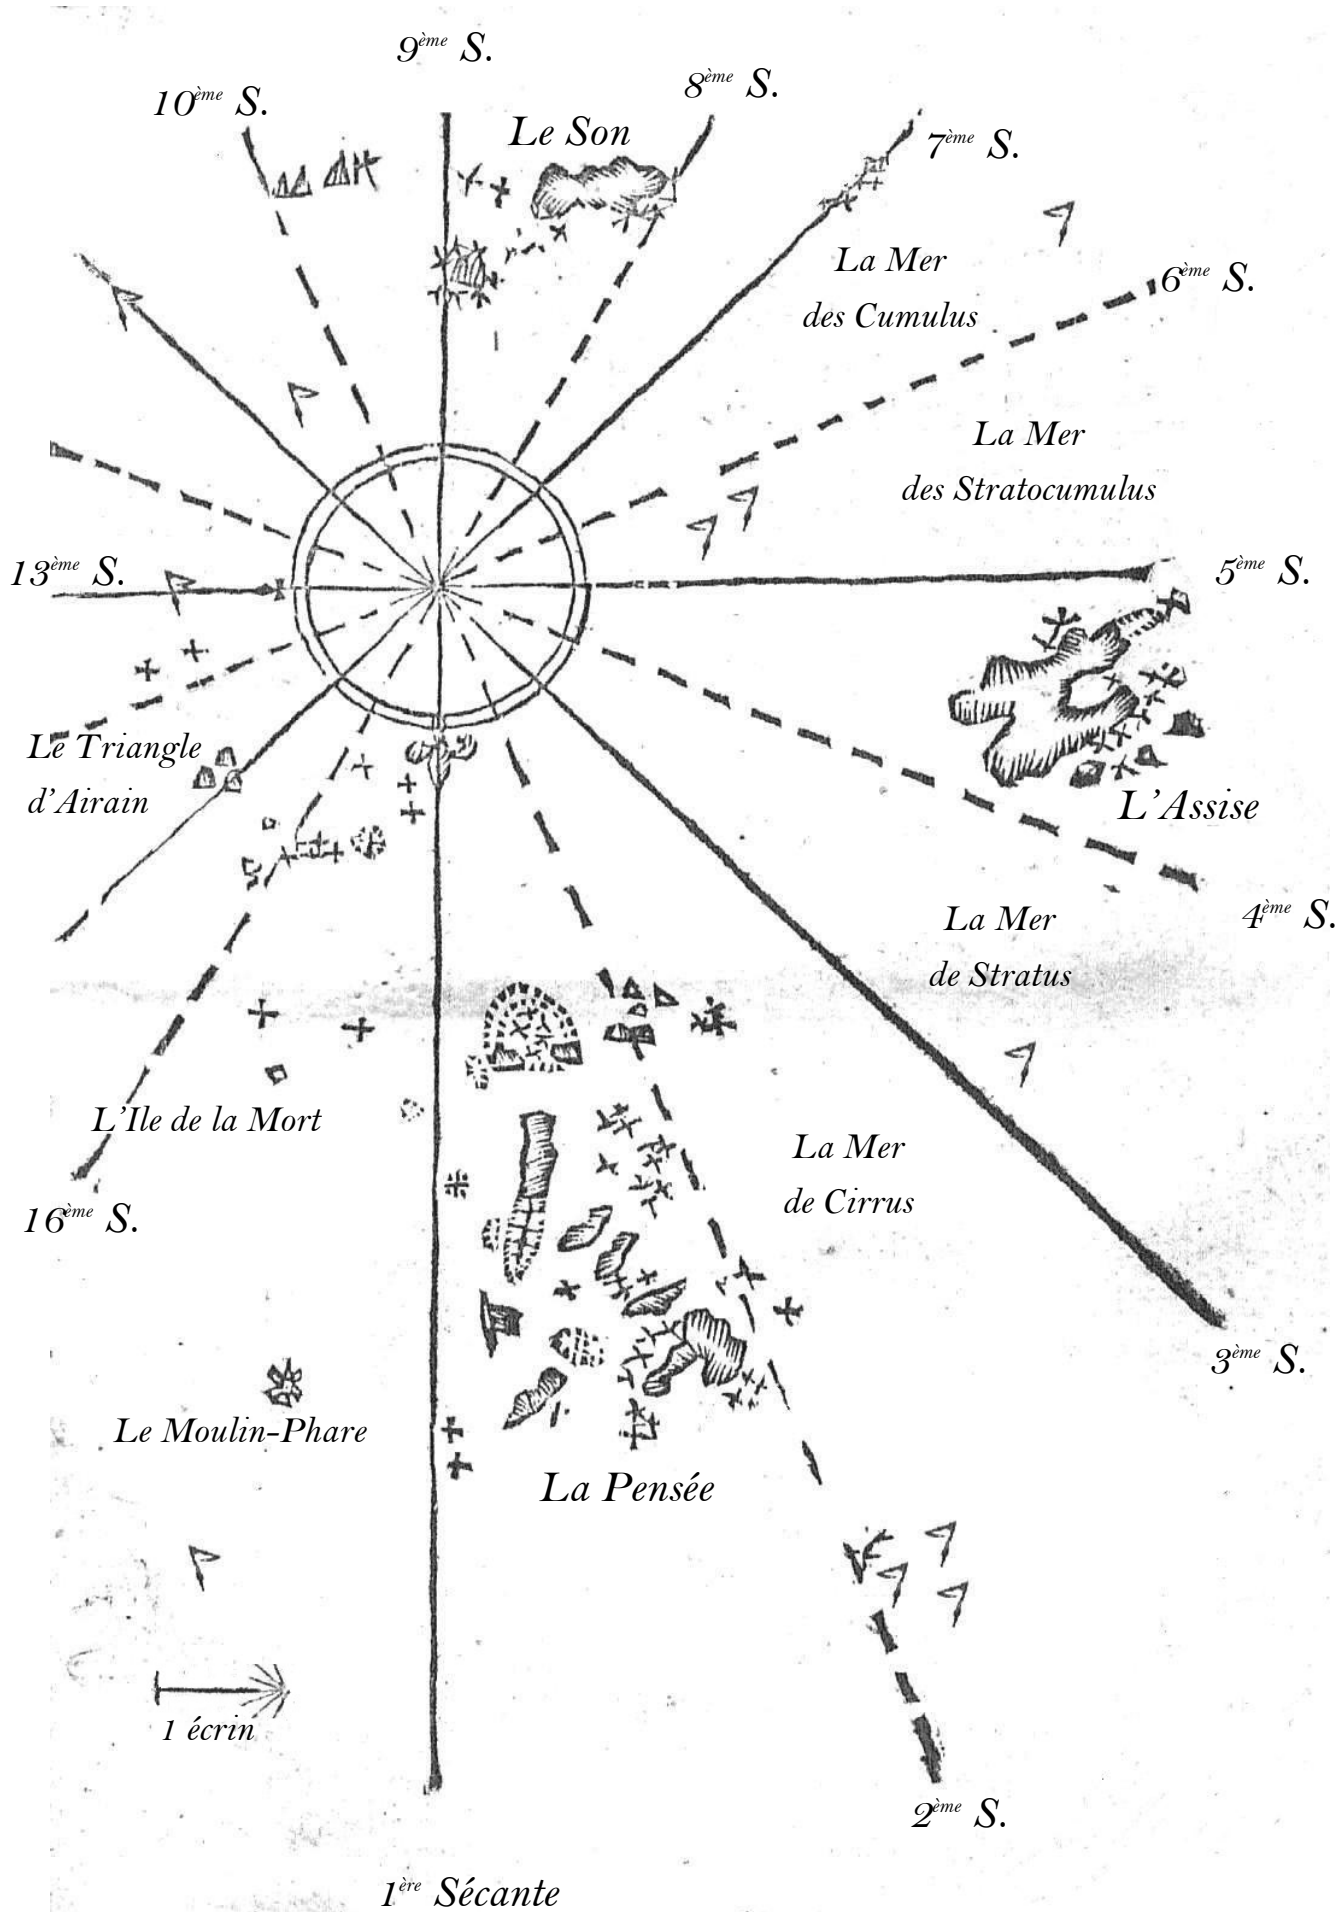 9ème S.
8ème S.
10ème S.
Le Son
7ème S.
La Mer
des Cumulus
6ème S.
La Mer
des Stratocumulus
13ème S.
5ème S.
Le Triangle
d'Airain
L'Assise
La Mer
de Stratus
4ème S.
L'Ile de la Mort
La Mer
de Cirrus
16ème S.
3ème S.
Le Moulin-Phare
La Pensée
1 écrin
2ème S.
1ère Sécante